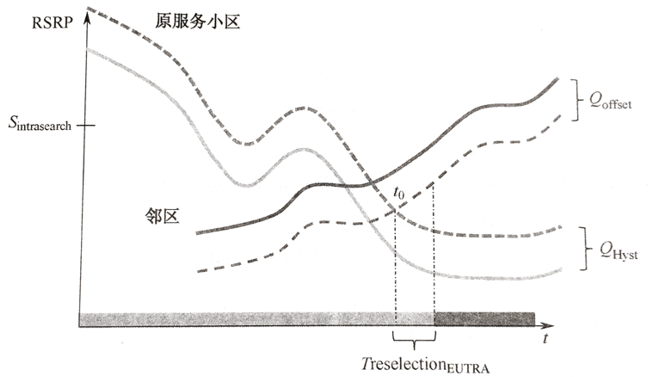 RSRP
原服务小区
Sintrasearch
Qoffset
t0
邻区
QHyst
t
TreselectionEUTRA